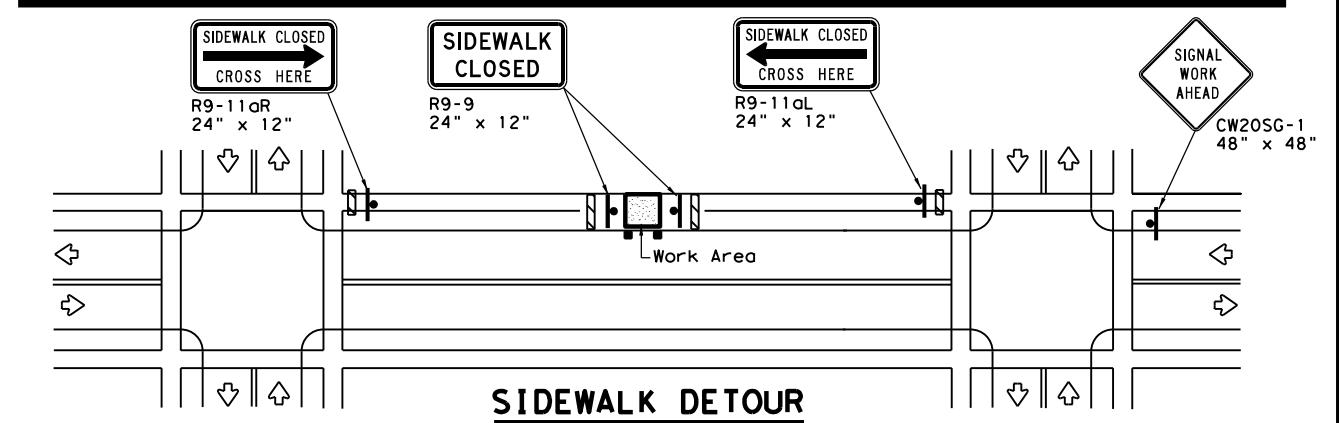 SIDEWALK CLOSED
CROSS HERE
R9-11aR
24" x 12"
SIDEWALK
CLOSED
R9-9
24" x 12"
SIDEWALK CLOSED
CROSS HERE
R9-11aL
24" x 12"
SIGNAL
WORK
AHEAD
CW20SG-1
48" x 48"
Work Area
SIDEWALK DETOUR